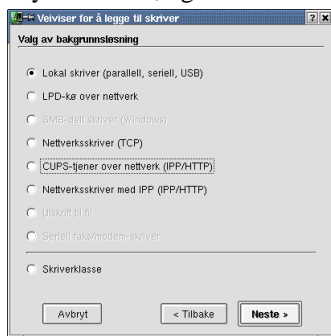 Veiviser for å legge til skriver
Valg av bakgrunnsløsning
Lokal skriver (parallell, seriell, USB)
LPD-kø over nettverk
SMB-delt skriver (Windows)
Nettverksskriver (TCP)
CUPS-tjener over nettverk (IPP/HTTP)
Nettverksskriver med IPP (IPP/HTTP)
Utskrift til fil
Seriell faks/modem-skriver
Skriverklasse
Avbryt
< Tilbake
Neste >